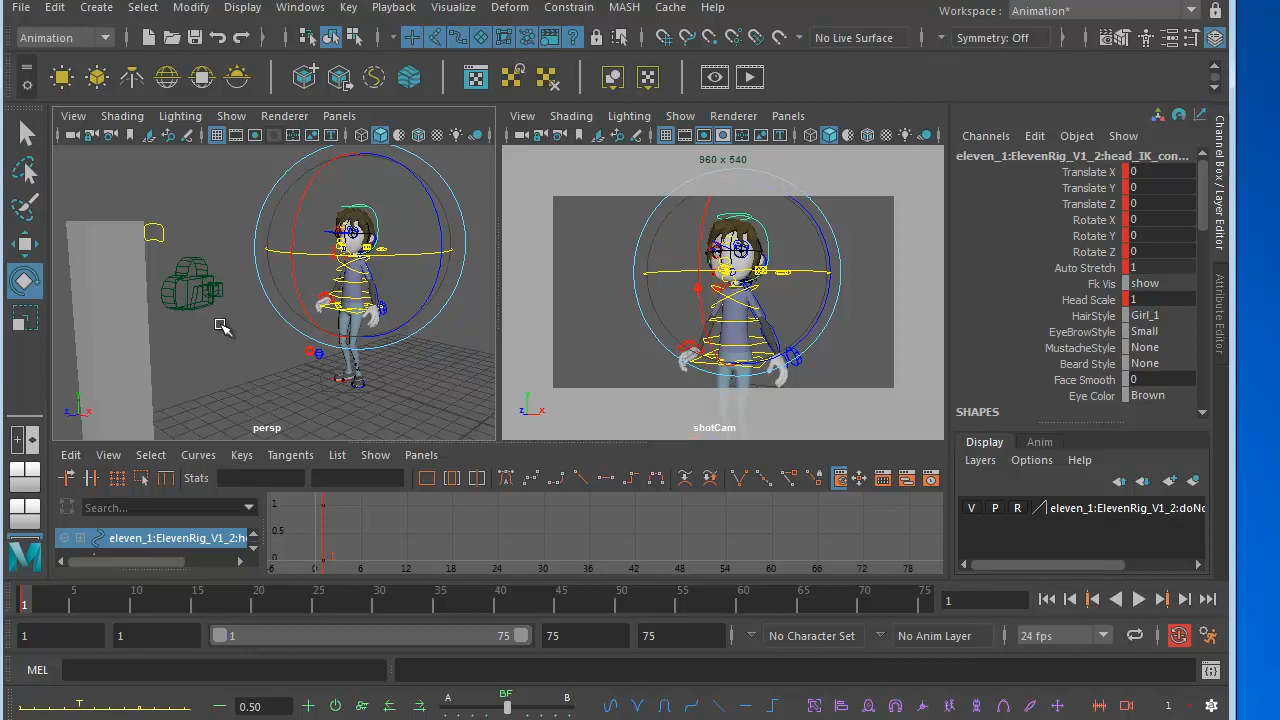 File Edit Create Select Modify Display Windows Key Playback Visualize Deform Constrain MASH Cache Help
Workspace : Animation*
Animation No Live Surface Symmetry: Off
View Shading Lighting Show Renderer Panels
View Shading Lighting Show Renderer Panels
Channels Edit Object Show
eleven_1:ElevenRig_V1_2:head_IK_con...
Translate X 0
Translate Y 0
Translate Z 0
Rotate X 0
Rotate Y 0
Rotate Z 0
Auto Stretch 1
Fk Vis show
Head Scale 1
HairStyle Girl_1
EyeBrowStyle Small
MustacheStyle None
Beard Style None
Face Smooth 0
Eye Color Brown
SHAPES
Channel Box / Layer Editor
Attribute Editor
960 x 540
y z x
persp
y z x
shotCam
Display Anim
Layers Options Help
V P R eleven_1:ElevenRig_V1_2:doNo
Edit View Select Curves Keys Tangents List Show Panels
Stats
Search...
eleven_1:ElevenRig_V1_2:he
1
0.5
0
-6 0 6 12 18 24 30 36 42 48 54 60 66 72 78
1 5 10 15 20 25 30 35 40 45 50 55 60 65 70 75
1
1 1 1 75 75 75 No Character Set No Anim Layer 24 fps
MEL
T 0.50 A BF B 1